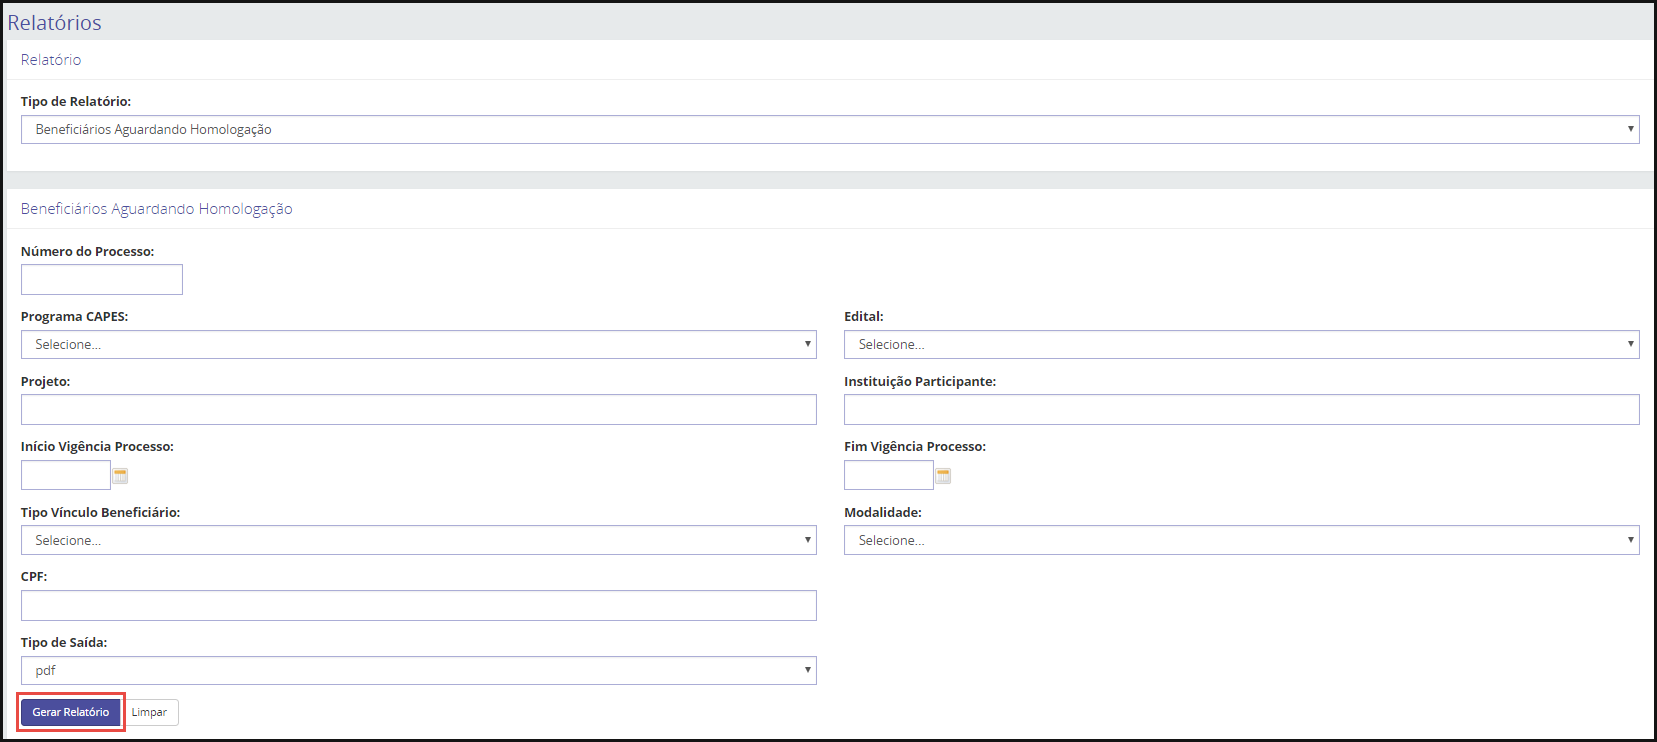 Relatórios
Relatório
Tipo de Relatório:
Beneficiários Aguardando Homologação
Beneficiários Aguardando Homologação
Número do Processo:
Programa CAPES:
Edital:
Selecione...
Selecione...
Projeto:
Instituição Participante:
Início Vigência Processo:
Fim Vigência Processo:
Tipo Vínculo Beneficiário:
Modalidade:
Selecione...
Selecione...
CPF:
Tipo de Saída:
pdf
Gerar Relatório
Limpar